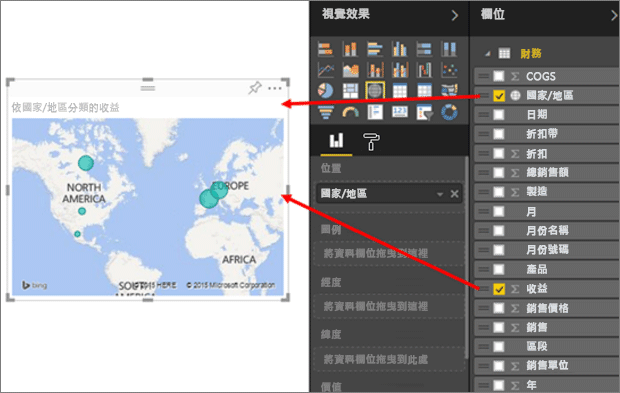 視覺效果
欄位
財務
Σ COGS
國家/地區
日期
折扣帶
Σ 折扣
Σ 總銷售額
Σ 製造
月
月份名稱
月份號碼
產品
Σ 收益
Σ 銷售價格
Σ 銷售
區段
Σ 銷售單位
Σ 年
位置
國家/地區
圖例
將資料欄位拖曳到這裡
經度
將資料欄位拖曳到這裡
緯度
將資料欄位拖曳到此處
價值
依國家/地區分類的收益
NORTH
AMERICA
EUROPE
AFRICA
SOUTH
AMERICA
bing
© 2015 HERE
© 2015 Microsoft Corporation